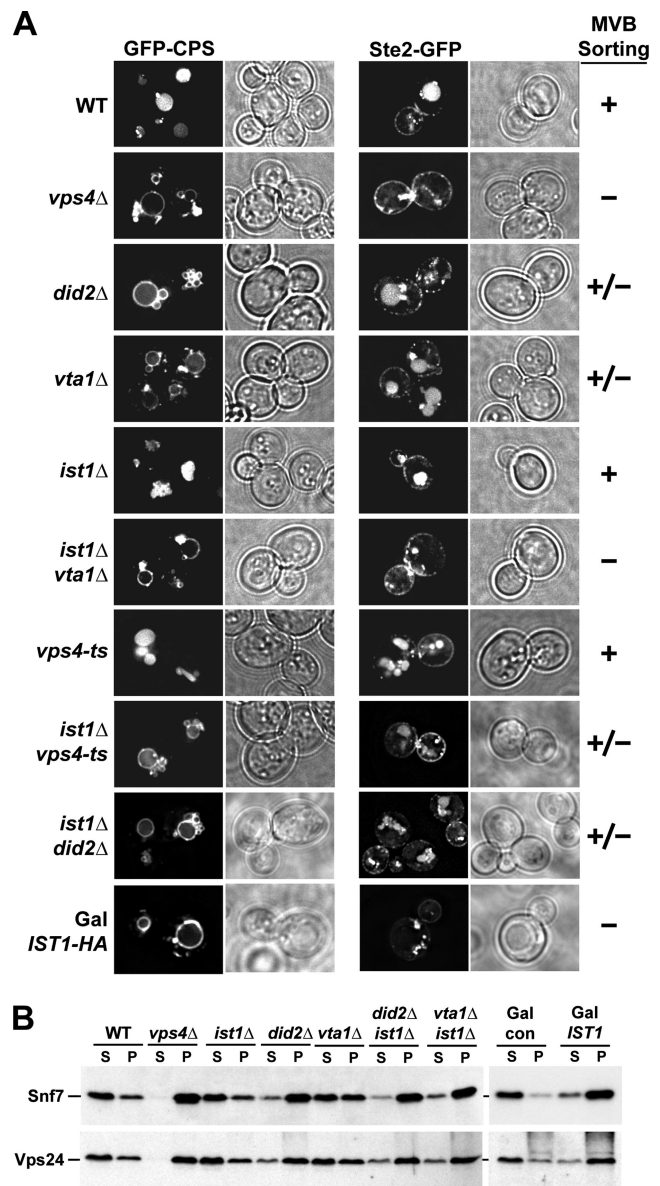 A
GFP-CPS Ste2-GFP MVB Sorting
WT +
vps4Δ −
did2Δ +/−
vta1Δ +/−
ist1Δ +
ist1Δ vta1Δ −
vps4-ts +
ist1Δ vps4-ts +/−
ist1Δ did2Δ +/−
Gal IST1-HA −
B
WT vps4Δ ist1Δ did2Δ vta1Δ did2Δ ist1Δ vta1Δ ist1Δ Gal con Gal IST1
S P S P S P S P S P S P S P S P S P
Snf7
Vps24